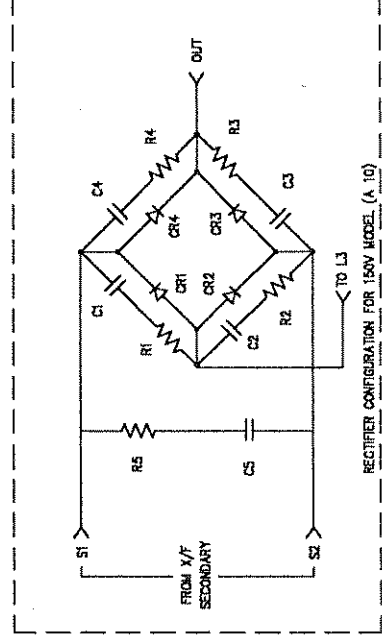 C4
R4
OUT
C1
CR4
R1
CR1
CR3
R3
CR2
C3
C2
R2
TO L3
R5
C5
S1
FROM X/F
SECONDARY
S2
RECTIFIER CONFIGURATION FOR 150V MODEL (A 10)